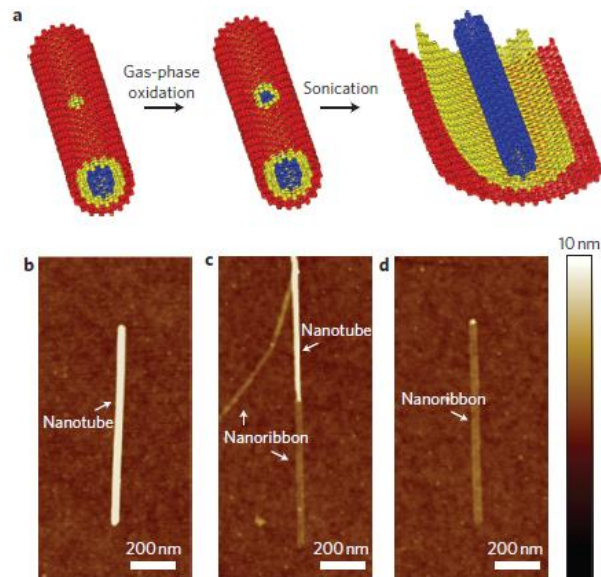 a
Gas-phase
oxidation
Sonication
b
Nanotube
200 nm
c
Nanotube
Nanoribbon
200 nm
d
Nanoribbon
200 nm
10 nm